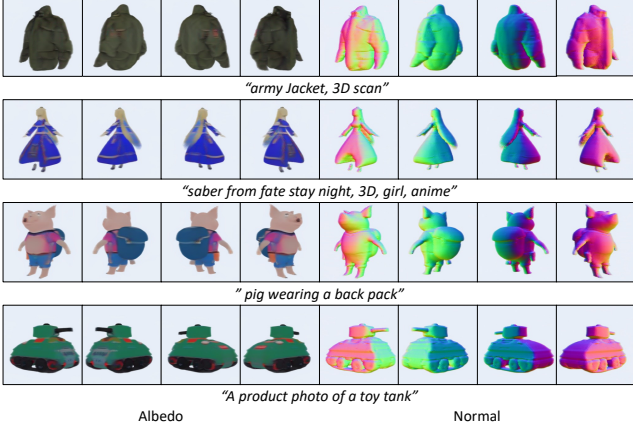 “army Jacket, 3D scan”
“saber from fate stay night, 3D, girl, anime”
” pig wearing a back pack”
“A product photo of a toy tank”
Albedo Normal